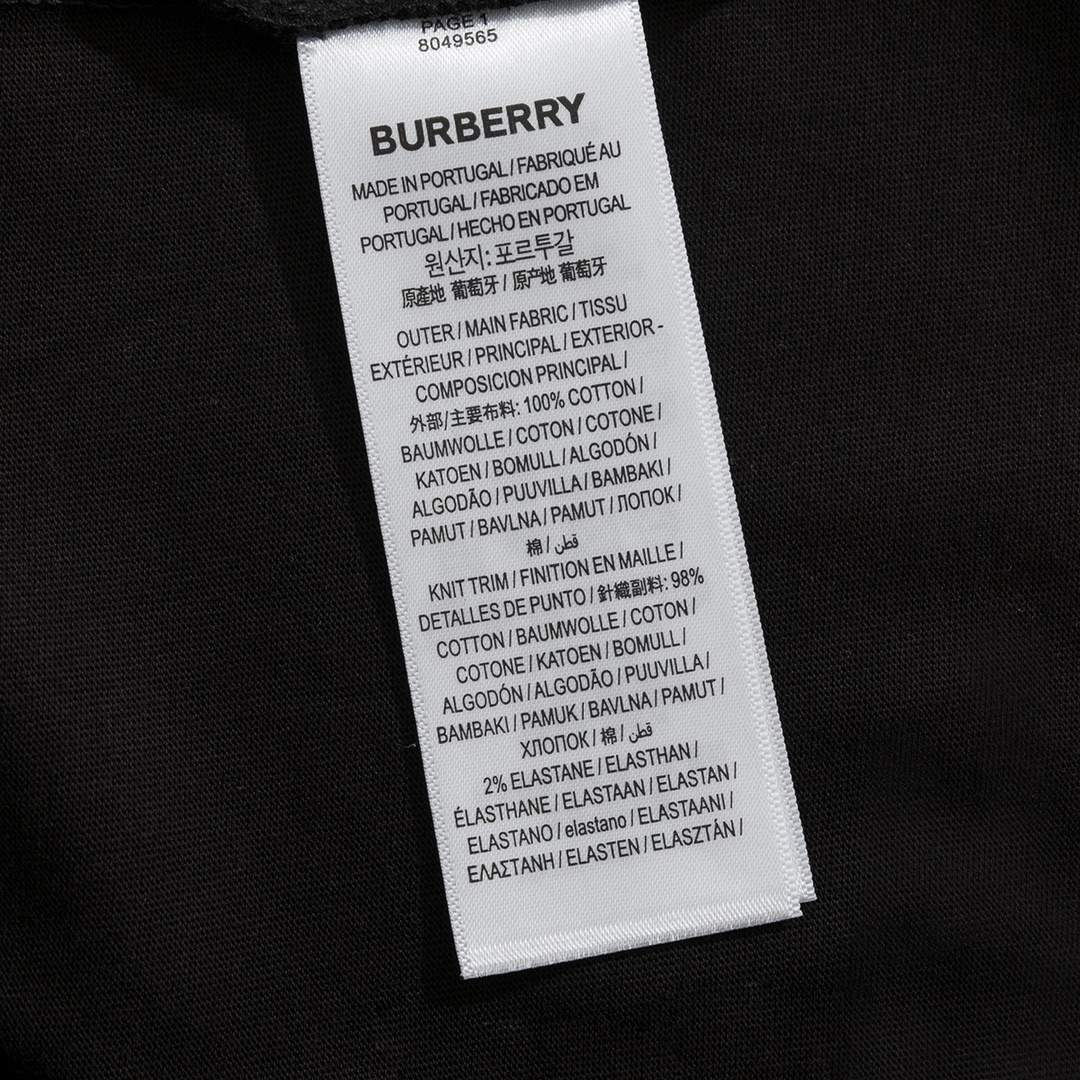 PAGE 1
8049565
BURBERRY
MADE IN PORTUGAL / FABRIQUÉ AU
PORTUGAL / FABRICADO EM
PORTUGAL / HECHO EN PORTUGAL
원산지: 포르투갈
原產地 葡萄牙 / 原产地 葡萄牙
OUTER / MAIN FABRIC / TISSU
EXTÉRIEUR / PRINCIPAL / EXTERIOR -
COMPOSICION PRINCIPAL /
外部/主要布料: 100% COTTON /
BAUMWOLLE / COTON / COTONE /
KATOEN / BOMULL / ALGODÓN /
ALGODÃO / PUUVILLA / BAMBAKI /
PAMUT / BAVLNA / PAMUT / ЛОПОК /
棉 / قطن
KNIT TRIM / FINITION EN MAILLE /
DETALLES DE PUNTO / 針織副料: 98%
COTTON / BAUMWOLLE / COTON /
COTONE / KATOEN / BOMULL /
ALGODÓN / ALGODÃO / PUUVILLA /
BAMBAKI / PAMUK / BAVLNA / PAMUT /
ХЛОПОК / 棉 / قطن
2% ELASTANE / ELASTHAN /
ÉLASTHANE / ELASTAAN / ELASTAN /
ELASTANO / elastano / ELASTAANI /
ΕΛΑΣΤΑΝΗ / ELASTEN / ELASZTÁN /